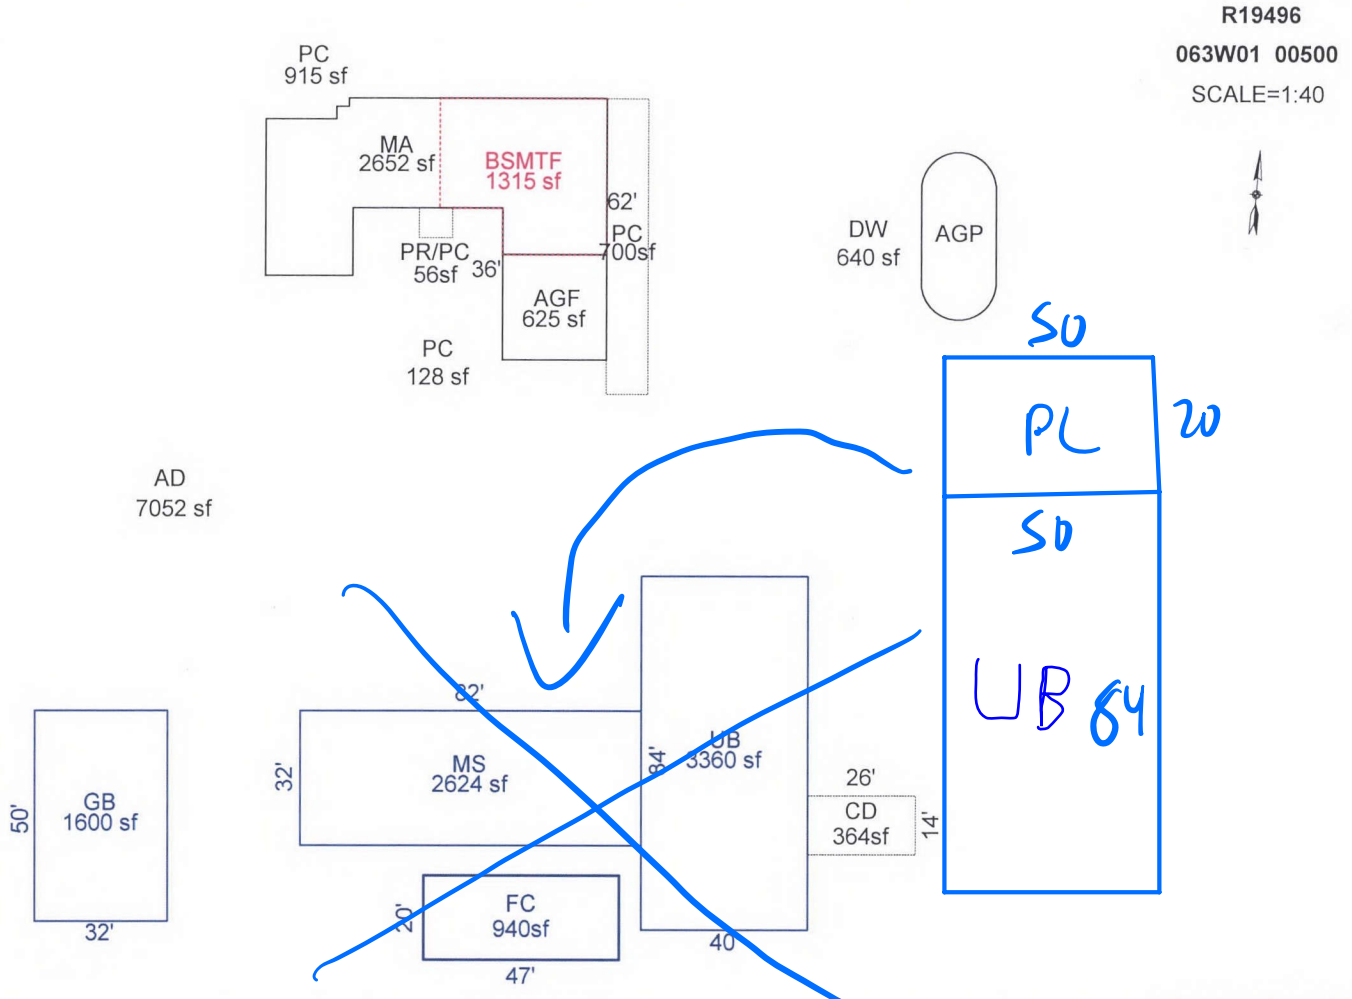 R19496
063W01 00500
SCALE=1:40
PC
915 sf
MA
2652 sf
BSMTF
1315 sf
62'
PC
700sf
PR/PC
56sf
36'
AGF
625 sf
PC
128 sf
DW
640 sf
AGP
50
PL
20
50
UB 84
AD
7052 sf
82'
32'
MS
2624 sf
84'
UB
3360 sf
40
26'
CD
364sf
14'
50'
GB
1600 sf
32'
20'
FC
940sf
47'